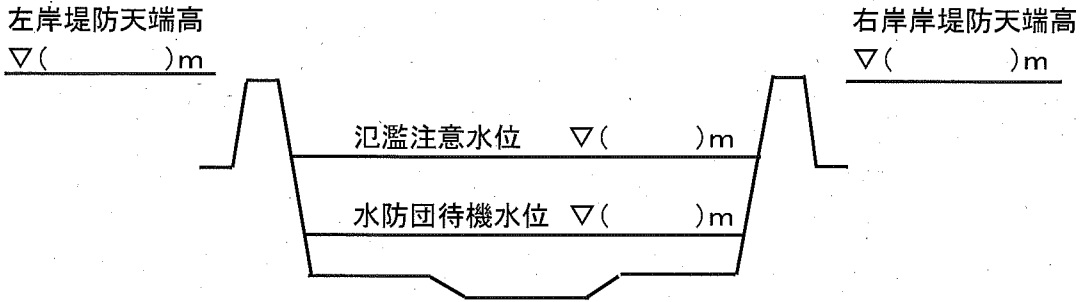 左岸堤防天端高
▽(　　　　)m
右岸岸堤防天端高
▽(　　　　)m
氾濫注意水位　▽(　　　)m
水防団待機水位　▽(　　　)m